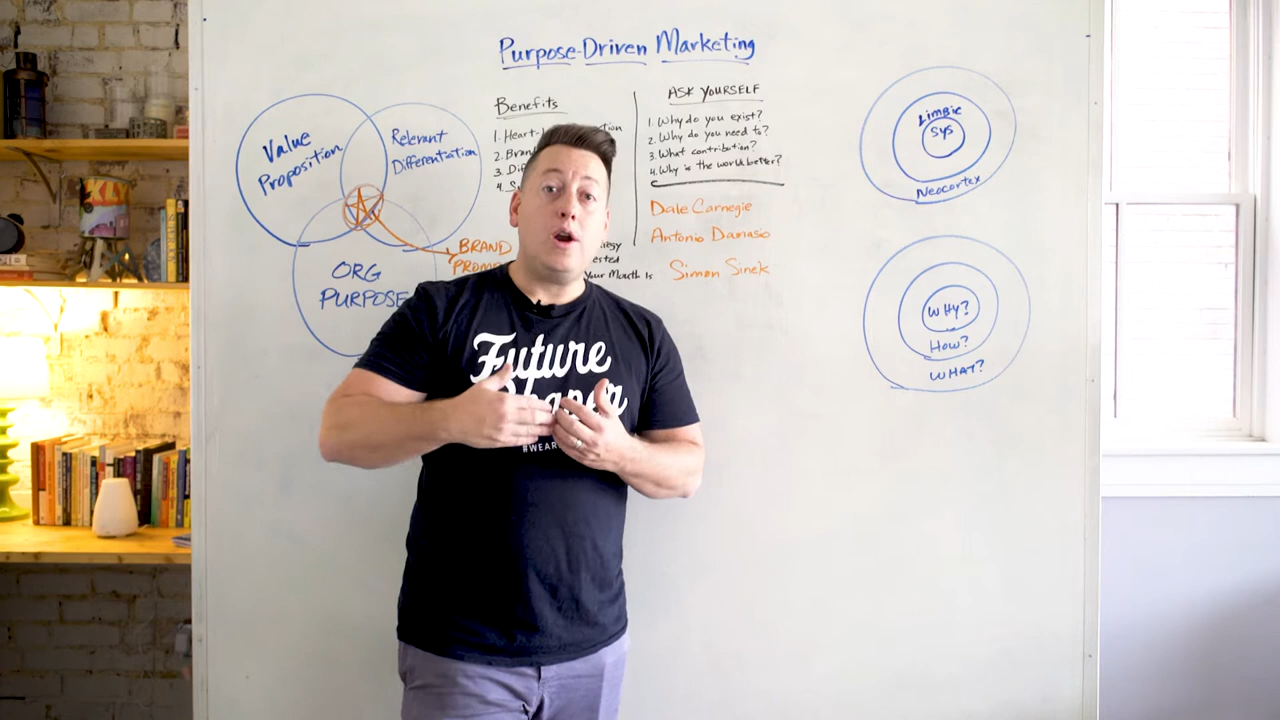 Purpose-Driven Marketing
Value
Proposition
Relevant
Differentiation
ORG
PURPOSE
BRAND
Benefits
1. Heart-
2.
3.
4.
Your Mouth Is
ASK YOURSELF
1. Why do you exist?
2. Why do you need to?
3. What contribution?
4. Why is the world better?
Dale Carnegie
Antonio Damasio
Simon Sinek
Limbic
Sys
Neocortex
WHY?
How?
WHAT?
Future
#WEAR